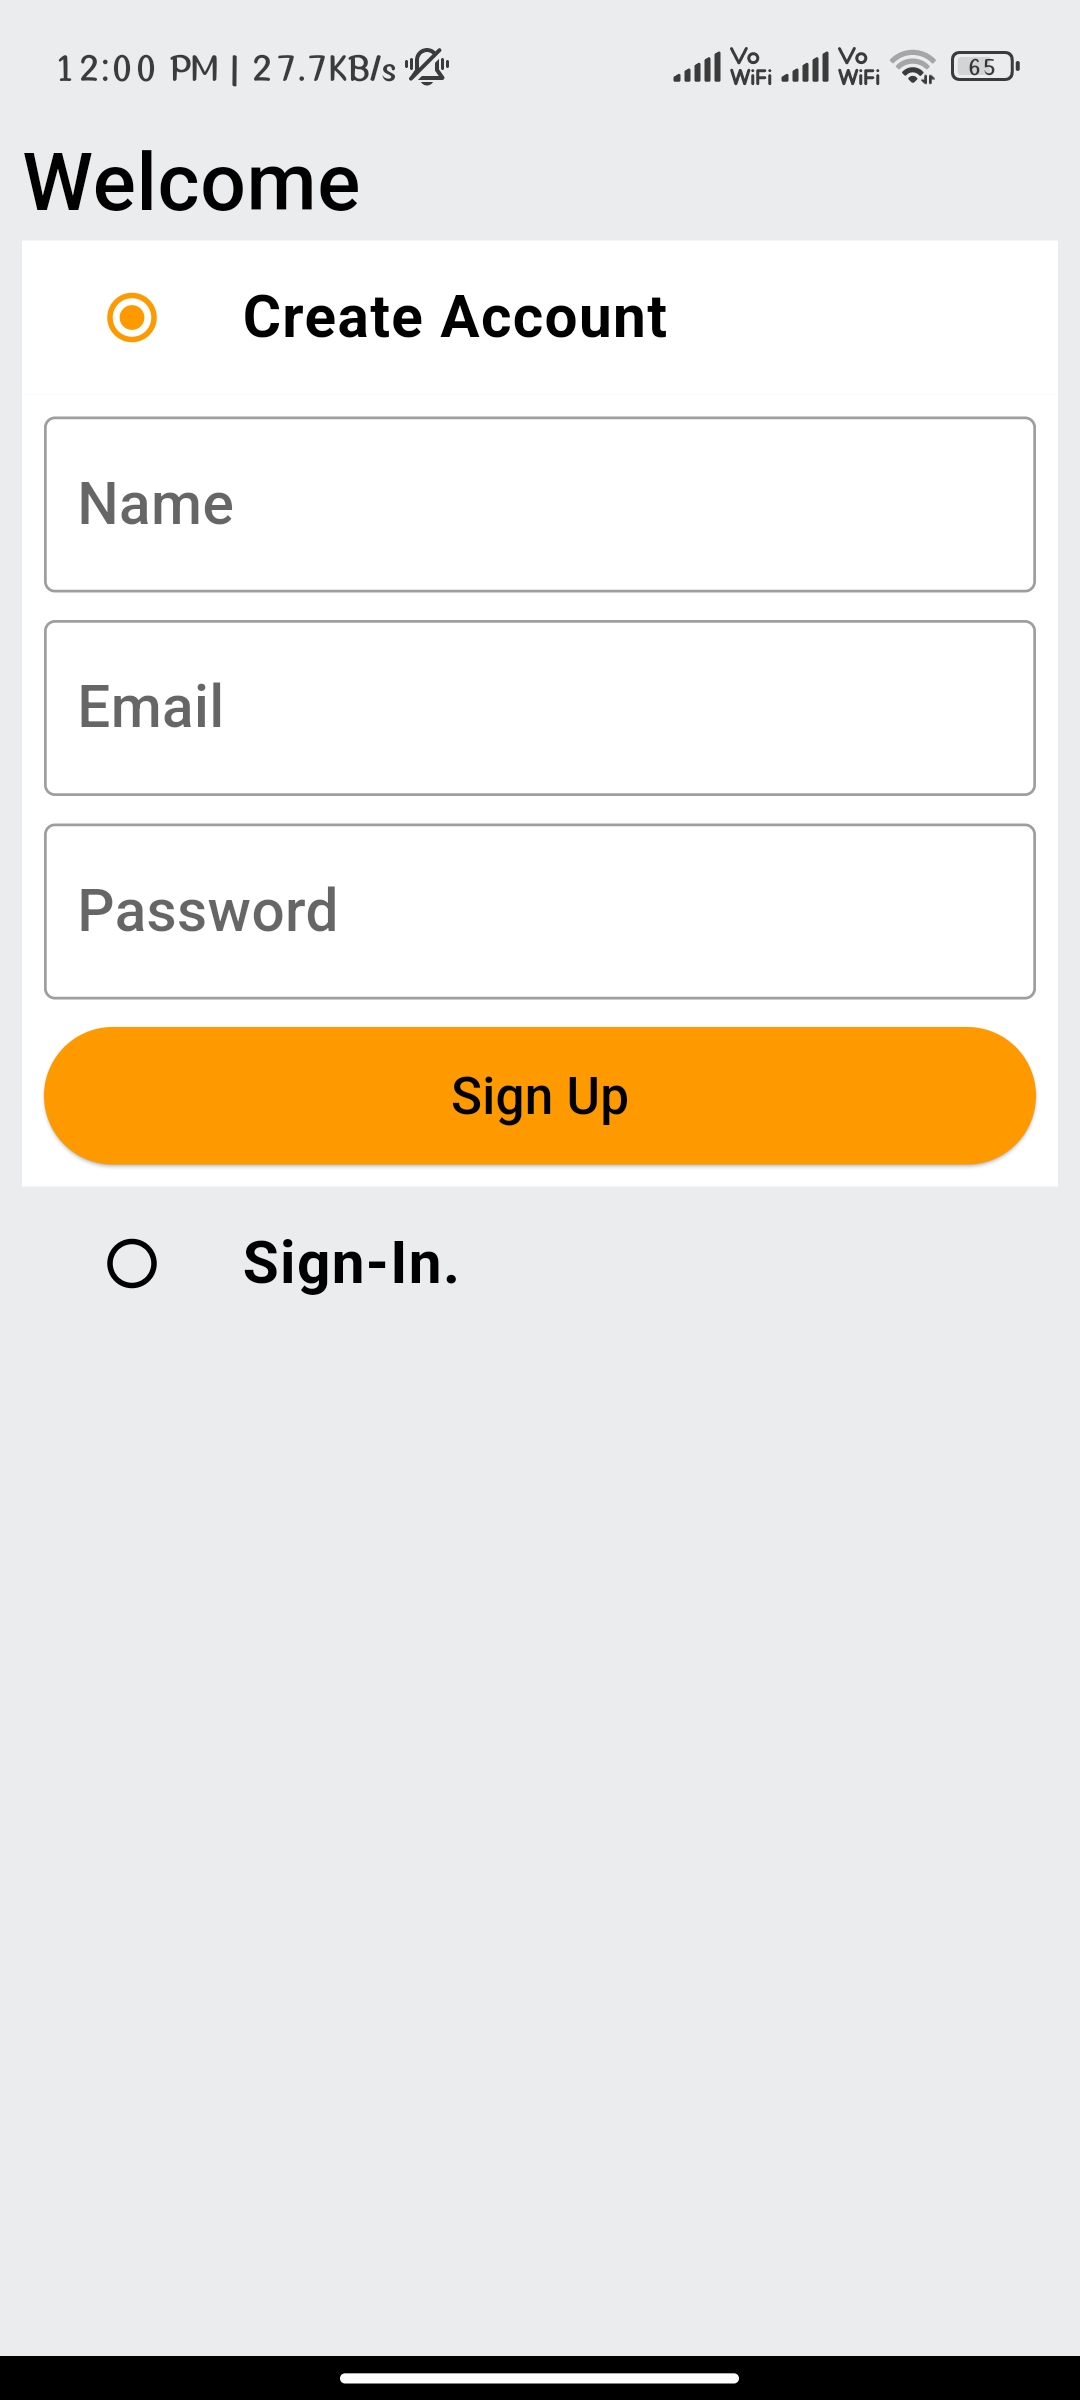 12:00 PM | 27.7KB/s Vo WiFi Vo WiFi 65
Welcome
Create Account
Name
Email
Password
Sign Up
Sign-In.